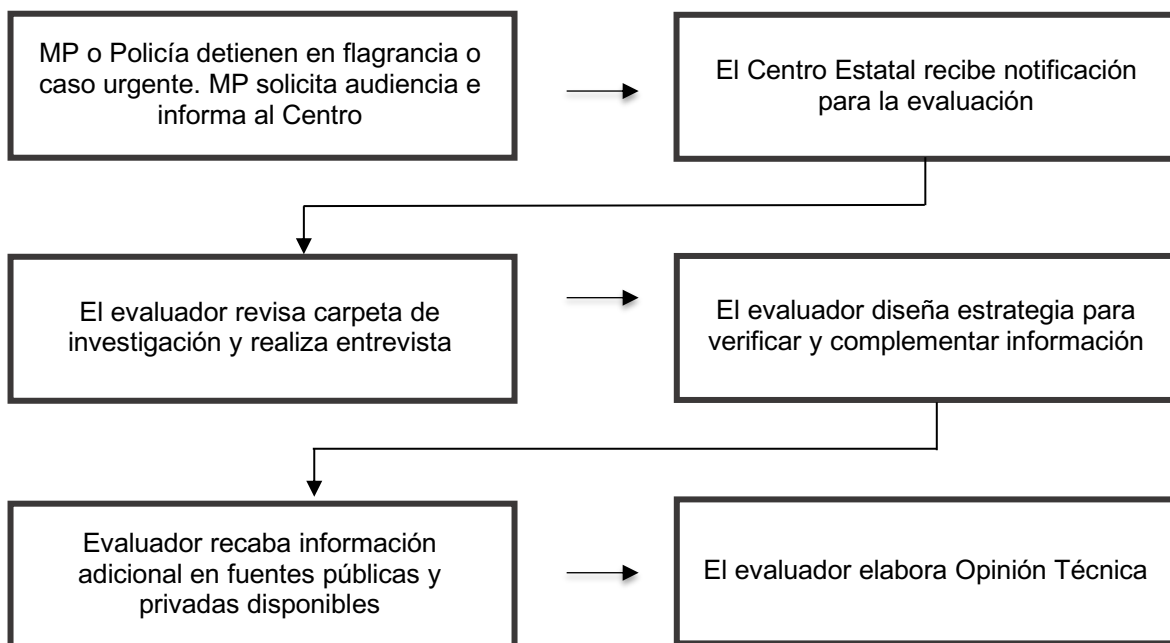 MP o Policía detienen en flagrancia o
caso urgente. MP solicita audiencia e
informa al Centro
El Centro Estatal recibe notificación
para la evaluación
El evaluador revisa carpeta de
investigación y realiza entrevista
El evaluador diseña estrategia para
verificar y complementar información
Evaluador recaba información
adicional en fuentes públicas y
privadas disponibles
El evaluador elabora Opinión Técnica